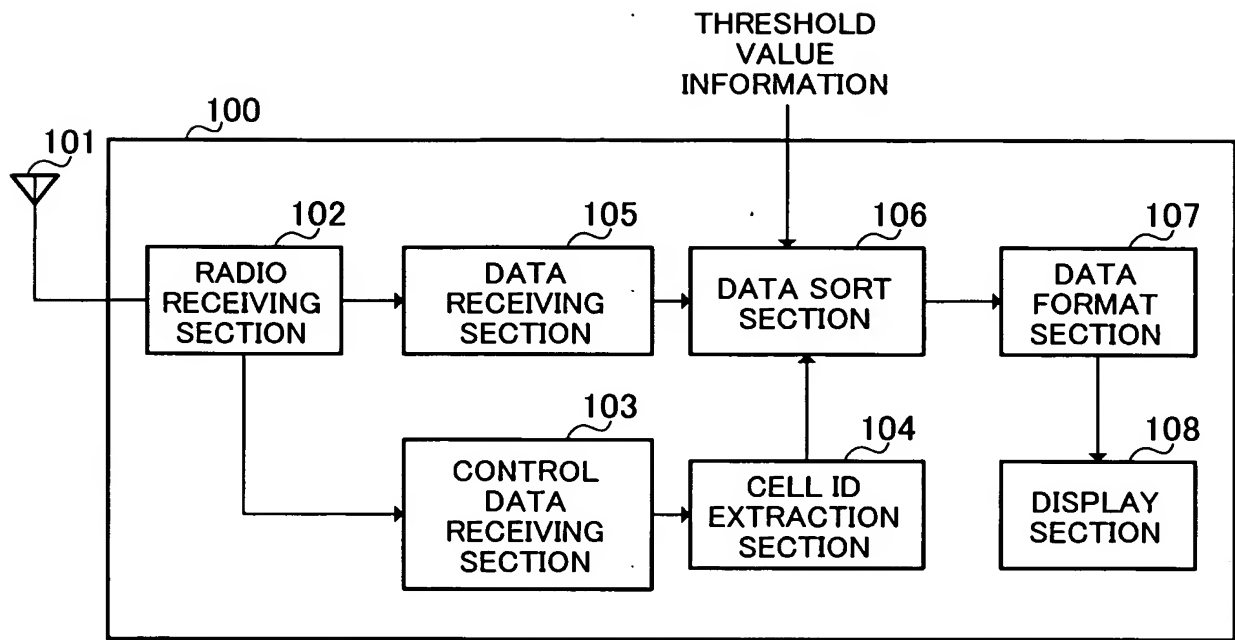 THRESHOLD
VALUE
INFORMATION
100
101
102
RADIO
RECEIVING
SECTION
105
DATA
RECEIVING
SECTION
106
DATA SORT
SECTION
107
DATA
FORMAT
SECTION
103
CONTROL
DATA
RECEIVING
SECTION
104
CELL ID
EXTRACTION
SECTION
108
DISPLAY
SECTION